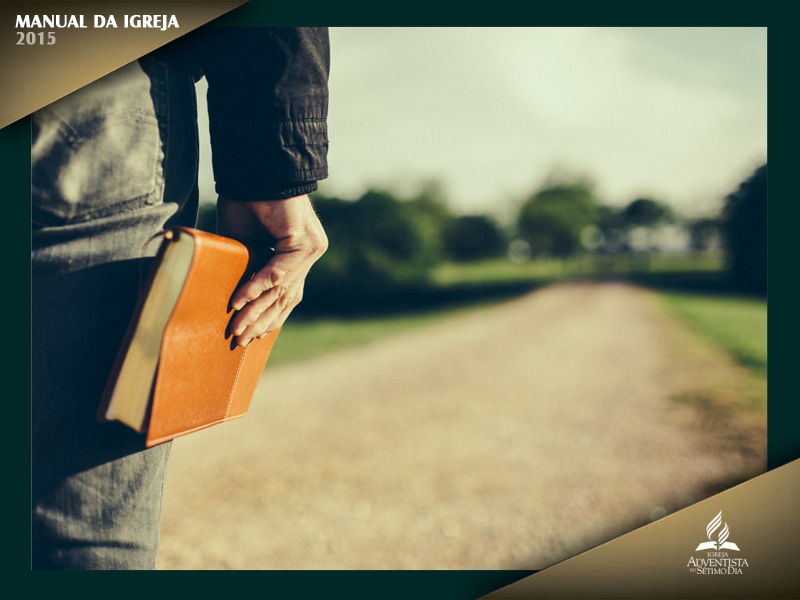 MANUAL DA IGREJA
2015
IGREJA
ADVENTISTA
DO SÉTIMO DIA